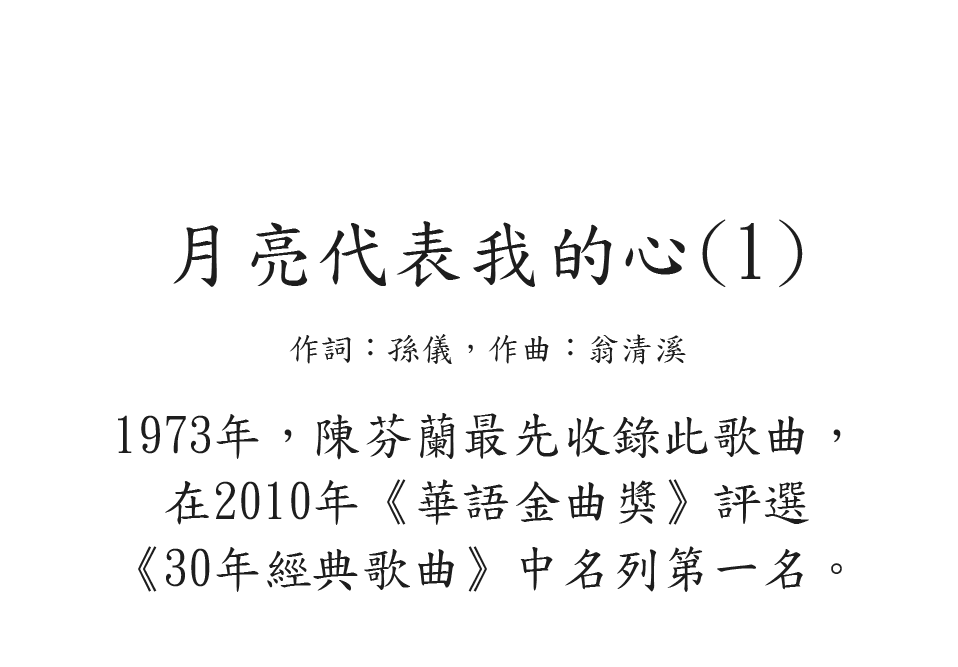 月亮代表我的心(1)
作詞：孫儀，作曲：翁清溪
1973年，陳芬蘭最先收錄此歌曲，
在2010年《華語金曲獎》評選
《30年經典歌曲》中名列第一名。